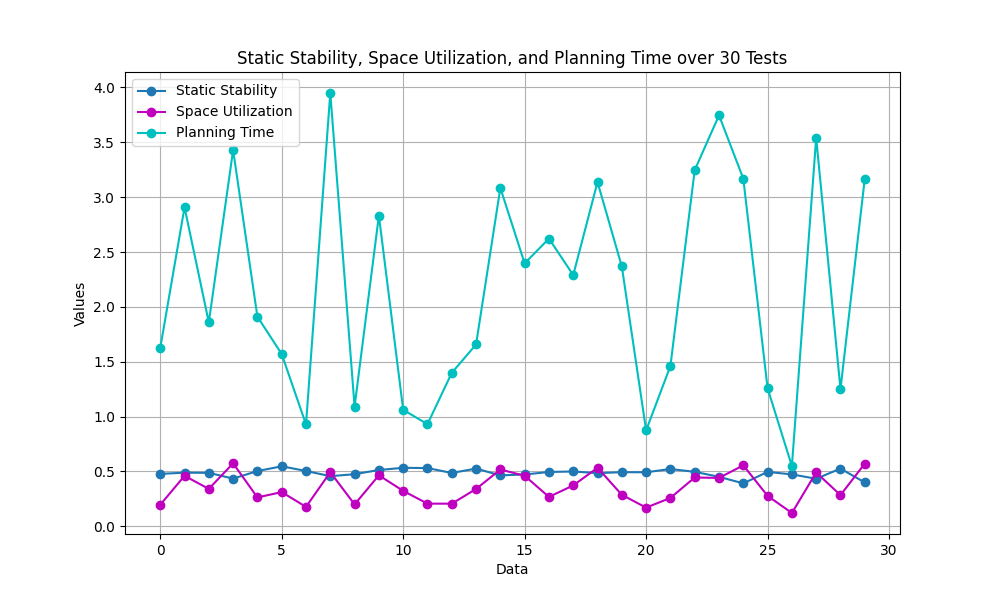 Static Stability, Space Utilization, and Planning Time over 30 Tests
Static Stability
Space Utilization
Planning Time
4.0
3.5
3.0
2.5
2.0
1.5
1.0
0.5
0.0
Values
0 5 10 15 20 25 30
Data